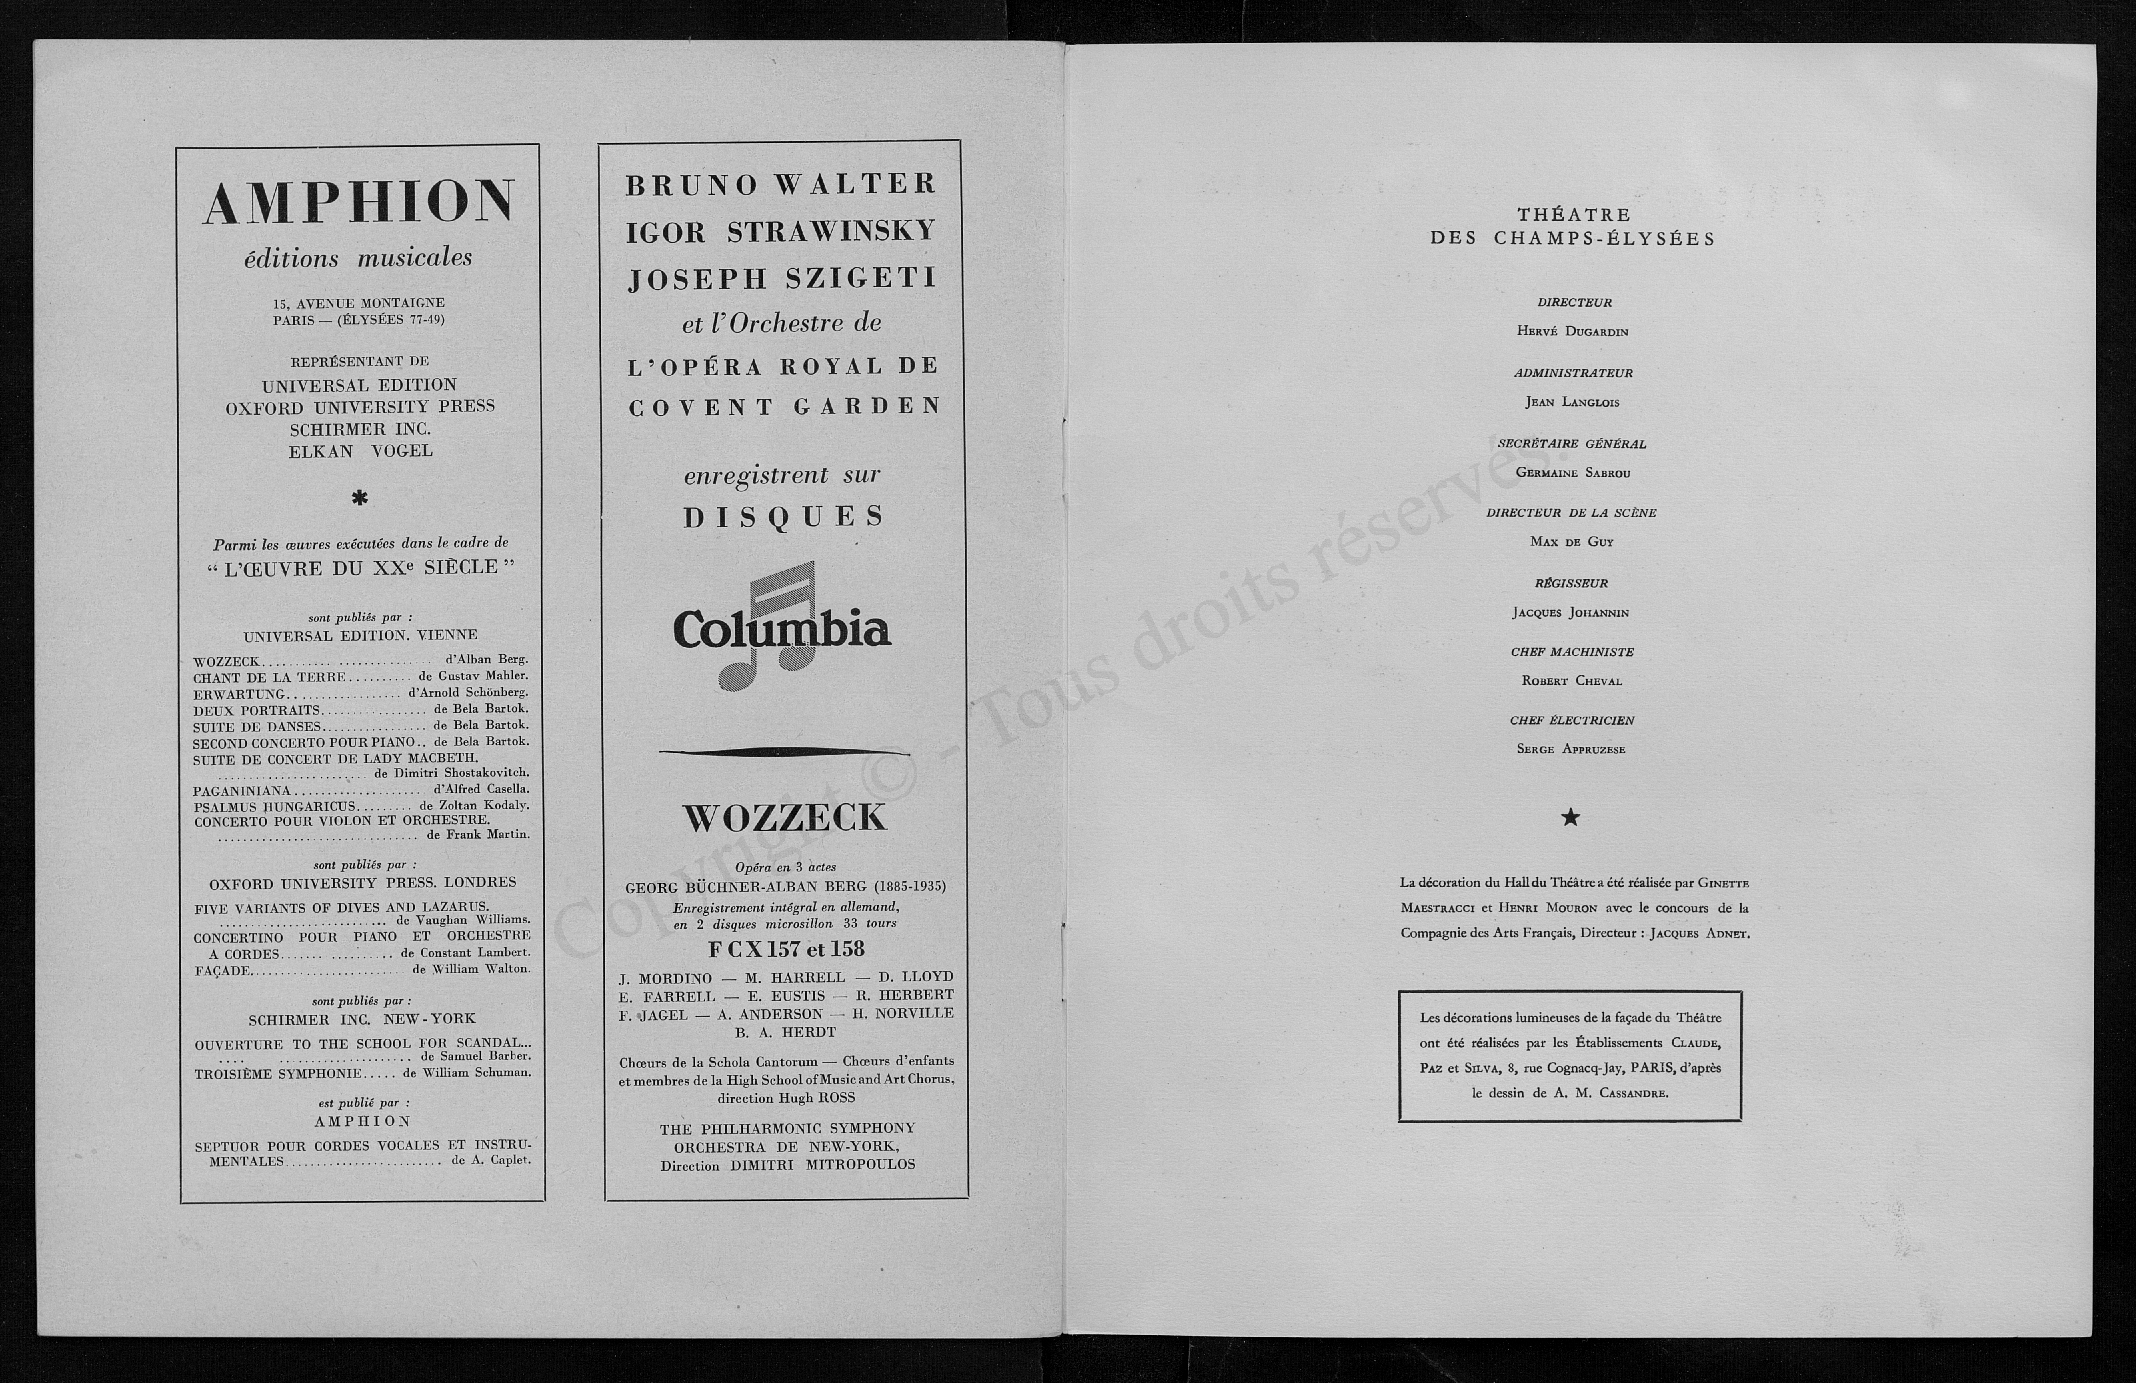 AMPHION
éditions musicales
15, AVENUE MONTAIGNE
PARIS — (ÉLYSÉES 77-49)
REPRÉSENTANT DE
UNIVERSAL EDITION
OXFORD UNIVERSITY PRESS
SCHIRMER INC.
ELKAN VOGEL
*
Parmi les œuvres exécutées dans le cadre de
“ L'ŒUVRE DU XXe SIÈCLE ”
sont publiés par :
UNIVERSAL EDITION. VIENNE
WOZZECK............................ d'Alban Berg.
CHANT DE LA TERRE.......... de Gustav Mahler.
ERWARTUNG.................. d'Arnold Schönberg.
DEUX PORTRAITS................. de Bela Bartok.
SUITE DE DANSES................. de Bela Bartok.
SECOND CONCERTO POUR PIANO.. de Bela Bartok.
SUITE DE CONCERT DE LADY MACBETH.
........................ de Dimitri Shostakovitch.
PAGANINIANA.................... d'Alfred Casella.
PSALMUS HUNGARICUS......... de Zoltan Kodaly.
CONCERTO POUR VIOLON ET ORCHESTRE.
................................. de Frank Martin.
sont publiés par :
OXFORD UNIVERSITY PRESS. LONDRES
FIVE VARIANTS OF DIVES AND LAZARUS.
........................... de Vaughan Williams.
CONCERTINO POUR PIANO ET ORCHESTRE
A CORDES.................. de Constant Lambert.
FAÇADE........................ de William Walton.
sont publiés par :
SCHIRMER INC. NEW-YORK
OUVERTURE TO THE SCHOOL FOR SCANDAL...
.... ..................... de Samuel Barber.
TROISIÈME SYMPHONIE..... de William Schuman.
est publié par :
AMPHION
SEPTUOR POUR CORDES VOCALES ET INSTRU-
MENTALES......................... de A. Caplet.
BRUNO WALTER
IGOR STRAWINSKY
JOSEPH SZIGETI
et l'Orchestre de
L'OPÉRA ROYAL DE
COVENT GARDEN
enregistrent sur
DISQUES
Columbia
WOZZECK
Opéra en 3 actes
GEORG BÜCHNER-ALBAN BERG (1885-1935)
Enregistrement intégral en allemand,
en 2 disques microsillon 33 tours
FCX 157 et 158
J. MORDINO — M. HARRELL — D. LLOYD
E. FARRELL — E. EUSTIS — R. HERBERT
F. JAGEL — A. ANDERSON — H. NORVILLE
B. A. HERDT
Chœurs de la Schola Cantorum — Chœurs d'enfants
et membres de la High School of Music and Art Chorus,
direction Hugh ROSS
THE PHILHARMONIC SYMPHONY
ORCHESTRA DE NEW-YORK,
Direction DIMITRI MITROPOULOS
THÉATRE
DES CHAMPS-ÉLYSÉES
DIRECTEUR
HERVÉ DUGARDIN
ADMINISTRATEUR
JEAN LANGLOIS
SECRÉTAIRE GÉNÉRAL
GERMAINE SABROU
DIRECTEUR DE LA SCÈNE
MAX DE GUY
RÉGISSEUR
JACQUES JOHANNIN
CHEF MACHINISTE
ROBERT CHEVAL
CHEF ÉLECTRICIEN
SERGE APPRUZESE
★
La décoration du Hall du Théâtre a été réalisée par GINETTE
MAESTRACCI et HENRI MOURON avec le concours de la
Compagnie des Arts Français, Directeur : JACQUES ADNET.
Les décorations lumineuses de la façade du Théâtre
ont été réalisées par les Établissements CLAUDE,
PAZ et SILVA, 8, rue Cognacq-Jay, PARIS, d'après
le dessin de A. M. CASSANDRE.
Copyright © - Tous droits réservés.